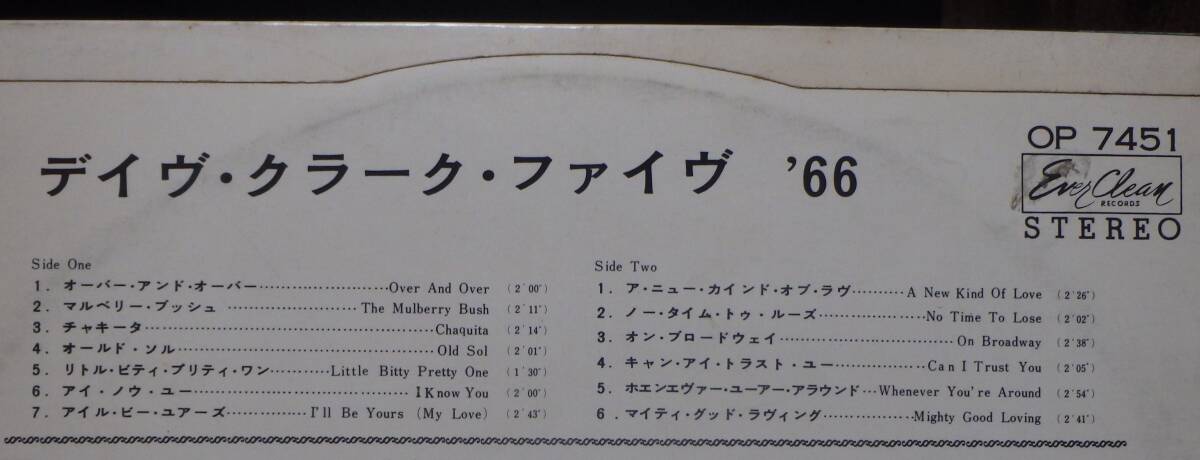 デイヴ・クラーク・ファイヴ ’66
OP 7451
Ever Clean
RECORDS
STEREO
Side One
1. オーバー・アンド・オーバー……………………Over And Over (2′00″)
2. マルベリー・ブッシュ …………………The Mulberry Bush (2′11″)
3. チャキータ……………………………………………Chaquita (2′14″)
4. オールド・ソル………………………………………Old Sol (2′01″)
5. リトル・ビティ・プリティ・ワン…………Little Bitty Pretty One (1′30″)
6. アイ・ノウ・ユー…………………………………I Know You (2′00″)
7. アイル・ビー・ユアーズ…………I'll Be Yours (My Love) (2′43″)
Side Two
1. ア・ニュー・カインド・オブ・ラヴ…………A New Kind Of Love (2′26″)
2. ノー・タイム・トゥ・ルーズ…………………No Time To Lose (2′02″)
3. オン・ブロードウェイ…………………………On Broadway (2′38″)
4. キャン・アイ・トラスト・ユー………………Can I Trust You (2′05″)
5. ホエンエヴァー・ユーアー・アラウンド…Whenever You're Around (2′54″)
6. マイティ・グッド・ラヴィング……………Mighty Good Loving (2′41″)